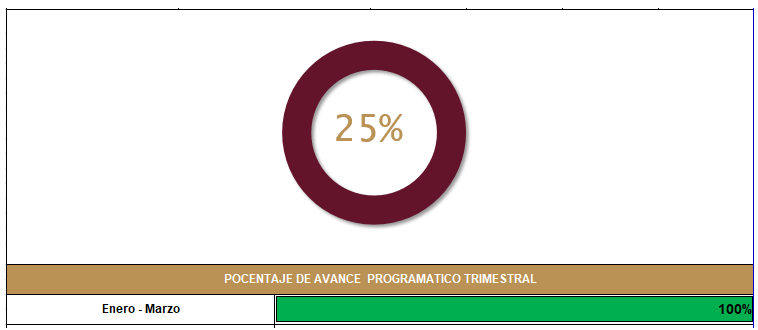 25%
POCENTAJE DE AVANCE PROGRAMATICO TRIMESTRAL
Enero - Marzo 100%